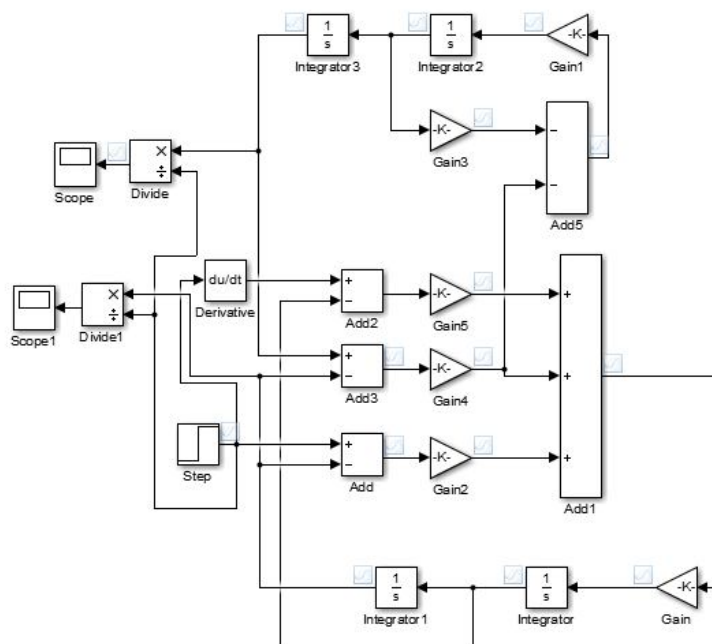 1
s
Integrator3
1
s
Integrator2
-K-
Gain1
-K-
Gain3
−
−
Add5
Scope
×
÷
Divide
Scope1
×
÷
Divide1
du/dt
Derivative
+
−
Add2
-K-
Gain5
+
−
Add3
-K-
Gain4
Step
+
−
Add
-K-
Gain2
+
+
+
Add1
1
s
Integrator1
1
s
Integrator
-K-
Gain